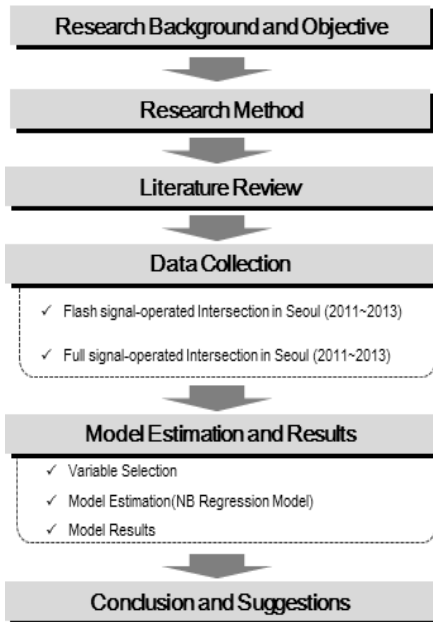 Research Background and Objective
Research Method
Literature Review
Data Collection
✓ Flash signal-operated Intersection in Seoul (2011~2013)
✓ Full signal-operated Intersection in Seoul (2011~2013)
Model Estimation and Results
✓ Variable Selection
✓ Model Estimation(NB Regression Model)
✓ Model Results
Conclusion and Suggestions